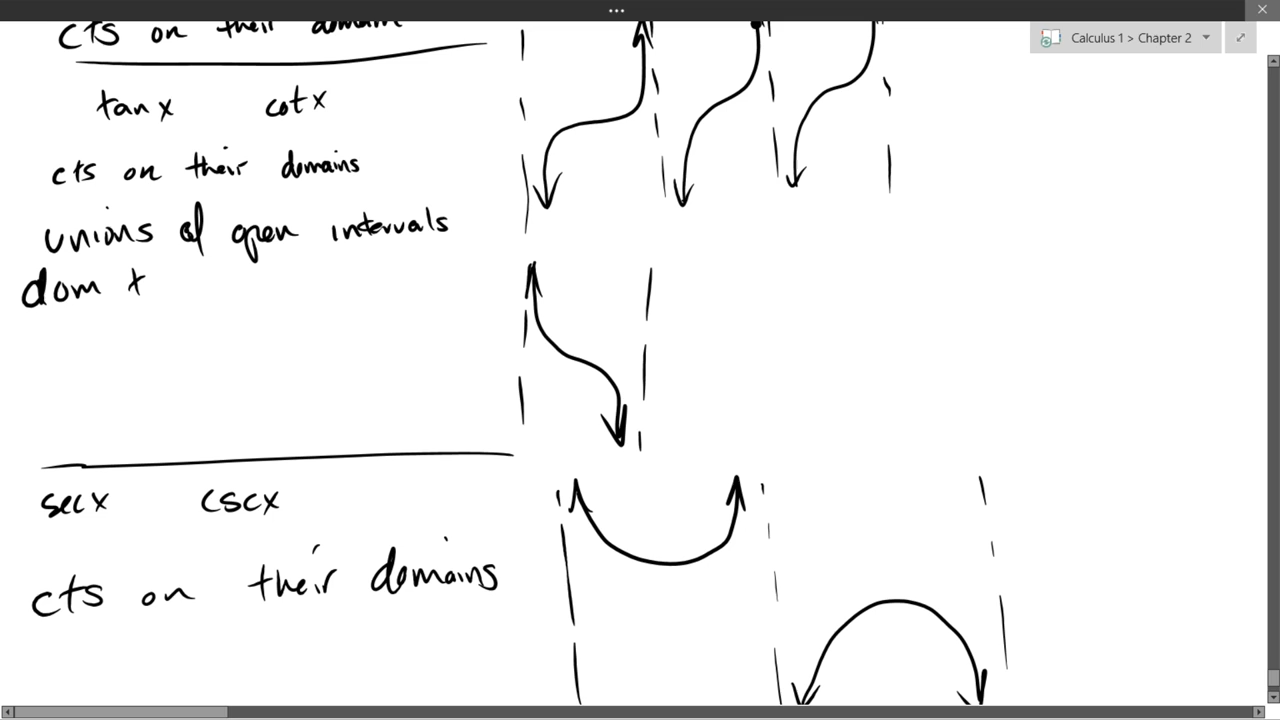 ...
Calculus 1 > Chapter 2
cts on their domain
tan x cot x
cts on their domains
unions of open intervals
dom t
sec x csc x
cts on their domains